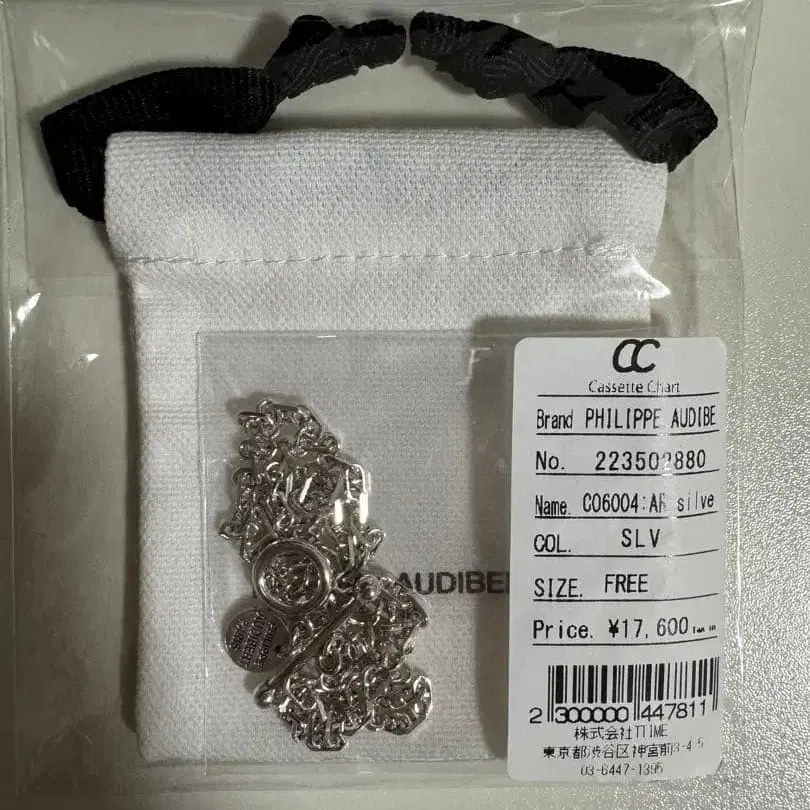 CC
Cassette Chart
Brand PHILIPPE AUDIBE
No. 223502880
Name. CO6004:AR silve
COL. SLV
SIZE. FREE
Price. ¥17,600
2 300000 447811
株式会社TTIME
東京都渋谷区神宮前3-4-5
03-6447-1395
AUDIBE